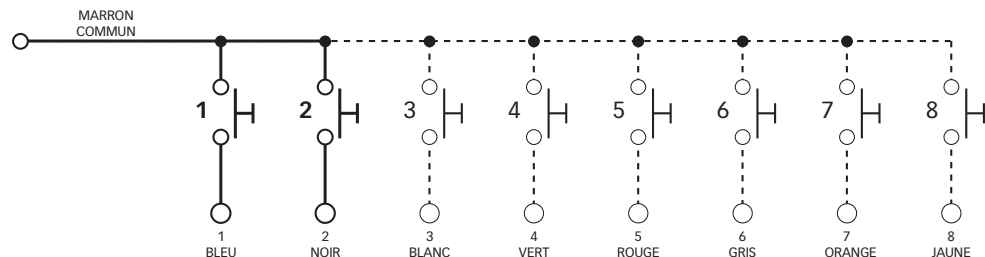 MARRON
COMMUN
1 2 3 4 5 6 7 8
1 2 3 4 5 6 7 8
BLEU NOIR BLANC VERT ROUGE GRIS ORANGE JAUNE